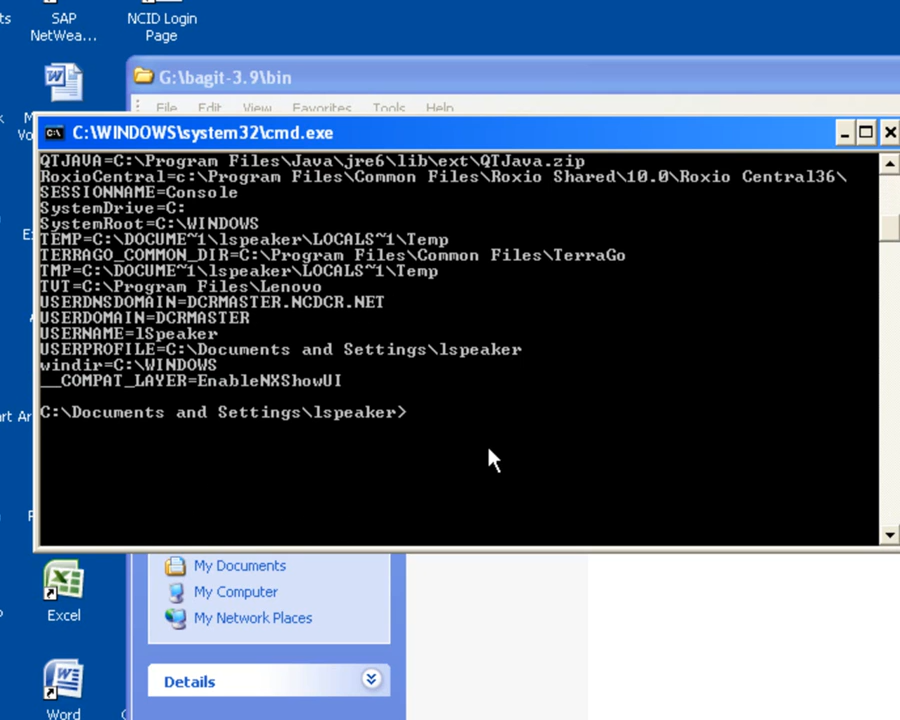 ts
SAP
NetWea...
NCID Login
Page
G:\bagit-3.9\bin
File Edit View Favorites Tools Help
C:\WINDOWS\system32\cmd.exe
QTJAVA=C:\Program Files\Java\jre6\lib\ext\QTJava.zip
RoxioCentral=c:\Program Files\Common Files\Roxio Shared\10.0\Roxio Central36\
SESSIONNAME=Console
SystemDrive=C:
SystemRoot=C:\WINDOWS
TEMP=C:\DOCUME~1\lspeaker\LOCALS~1\Temp
TERRAGO_COMMON_DIR=C:\Program Files\Common Files\TerraGo
TMP=C:\DOCUME~1\lspeaker\LOCALS~1\Temp
TVT=C:\Program Files\Lenovo
USERDNSDOMAIN=DCRMASTER.NCDCR.NET
USERDOMAIN=DCRMASTER
USERNAME=lSpeaker
USERPROFILE=C:\Documents and Settings\lspeaker
windir=C:\WINDOWS
__COMPAT_LAYER=EnableNXShowUI
C:\Documents and Settings\lspeaker>
art Ar
My Documents
My Computer
Excel
My Network Places
Details
Word